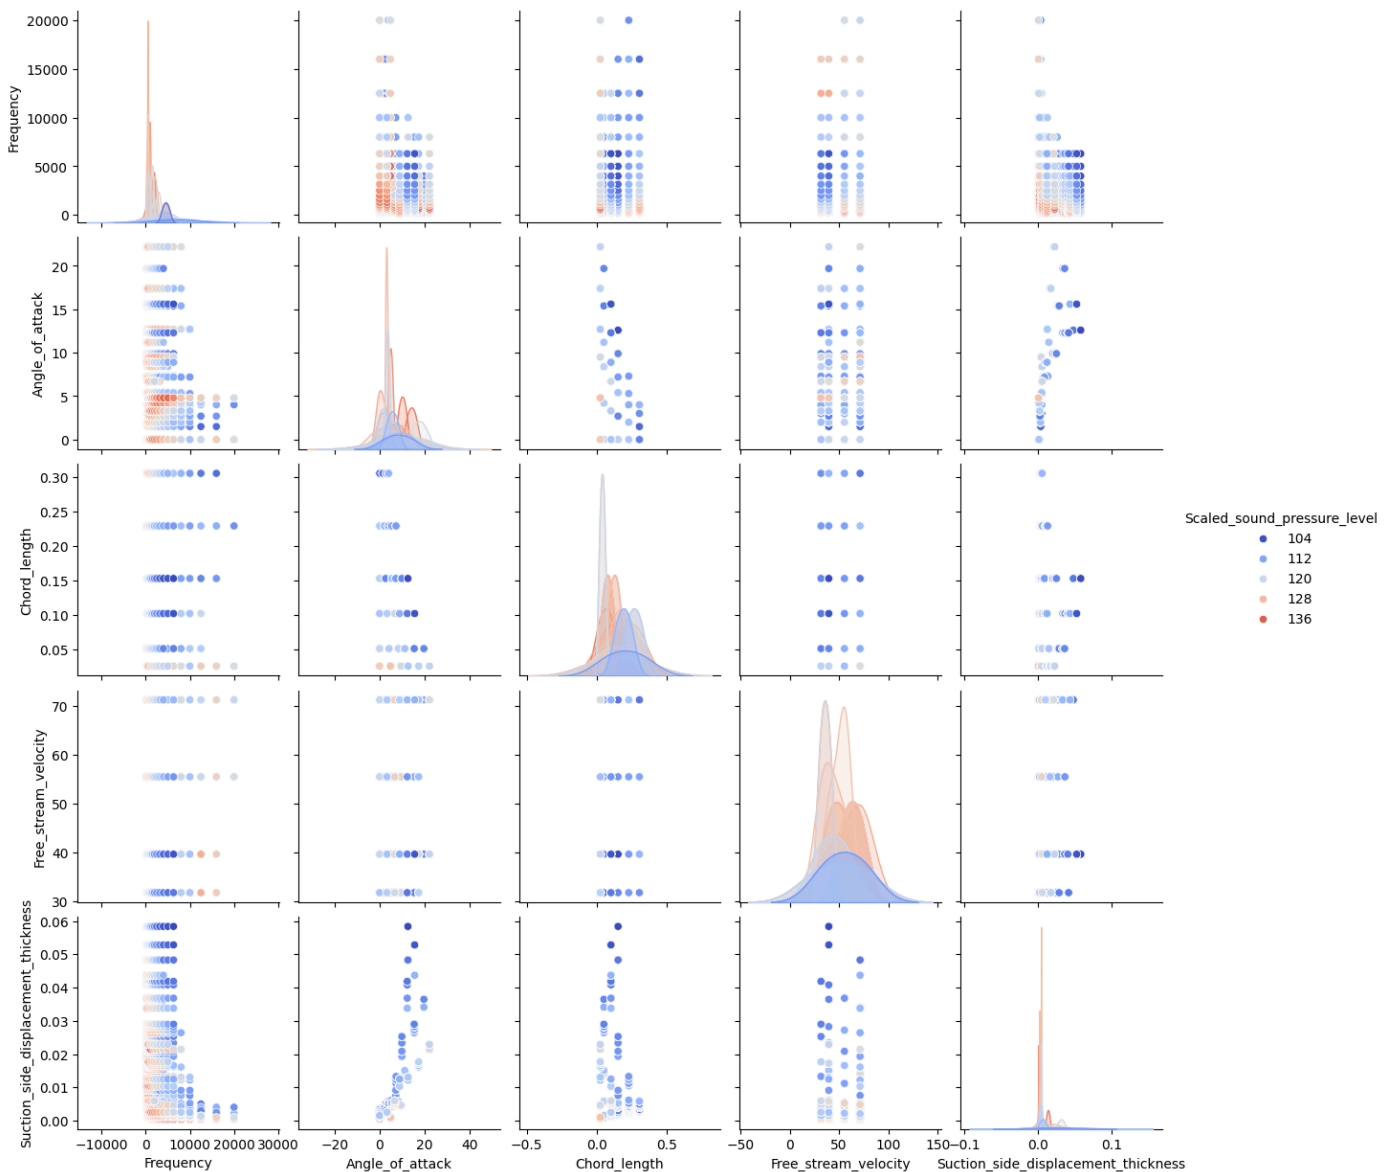 20000
15000
10000
5000
0
Frequency
20
15
10
5
0
Angle_of_attack
0.30
0.25
0.20
0.15
0.10
0.05
Chord_length
Scaled_sound_pressure_level
104
112
120
128
136
70
60
50
40
30
Free_stream_velocity
0.06
0.05
0.04
0.03
0.02
0.01
0.00
Suction_side_displacement_thickness
−10000 0 10000 20000 30000
Frequency
−20 0 20 40
Angle_of_attack
−0.5 0.0 0.5
Chord_length
−50 0 50 100 150
Free_stream_velocity
−0.1 0.0 0.1
Suction_side_displacement_thickness